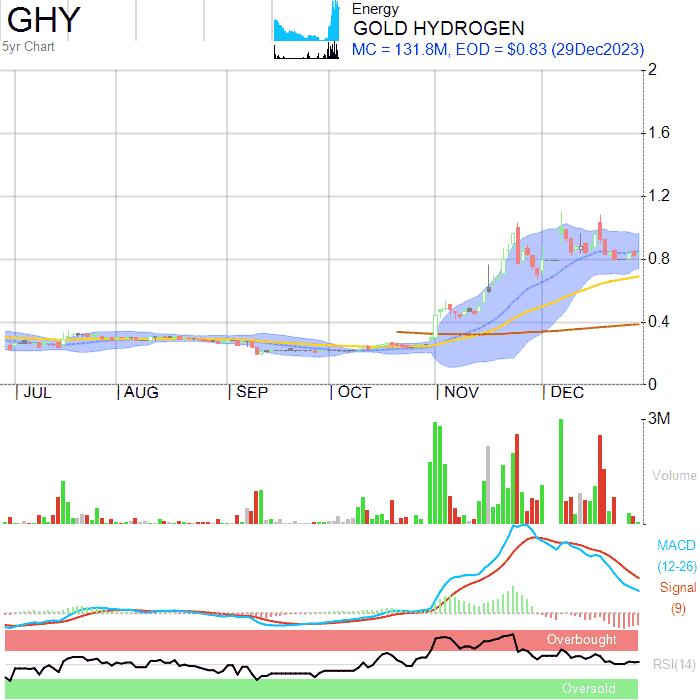 GHY
5yr Chart
Energy
GOLD HYDROGEN
MC = 131.8M, EOD = $0.83 (29Dec2023)
2
1.6
1.2
0.8
0.4
0
JUL AUG SEP OCT NOV DEC
3M
Volume
MACD
(12-26)
Signal
(9)
Overbought
RSI(14)
Oversold